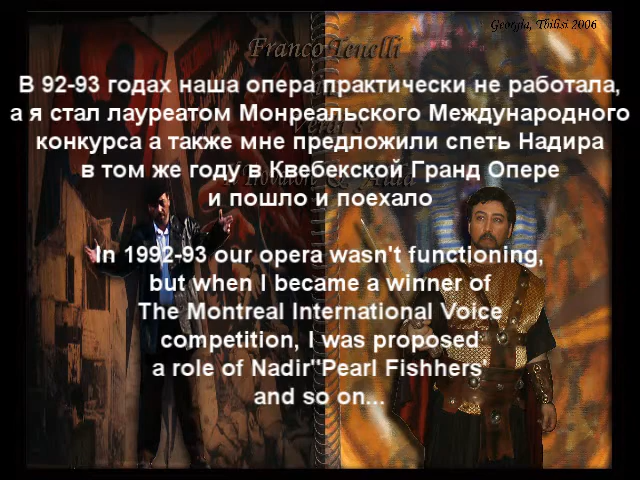 Georgia, Tbilisi 2006
Franco Tenelli
В 92-93 годах наша опера практически не работала,
а я стал лауреатом Монреальского Международного
Verdi's
конкурса а также мне предложили спеть Надира
в том же году в Квебекской Гранд Опере
и пошло и поехало
In 1992-93 our opera wasn't functioning,
but when I became a winner of
The Montreal International Voice
competition, I was proposed
a role of Nadir"Pearl Fishhers"
and so on...